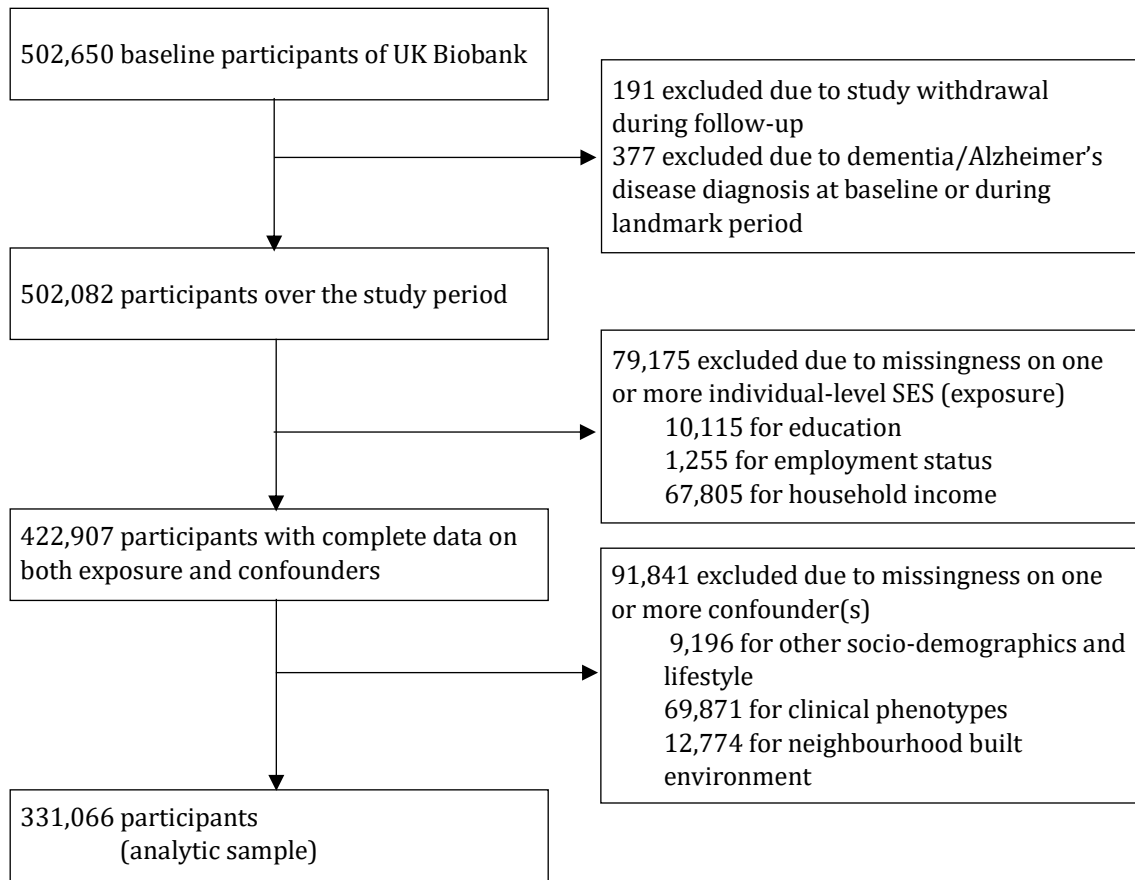 502,650 baseline participants of UK Biobank
191 excluded due to study withdrawal
during follow-up
377 excluded due to dementia/Alzheimer’s
disease diagnosis at baseline or during
landmark period
502,082 participants over the study period
79,175 excluded due to missingness on one
or more individual-level SES (exposure)
10,115 for education
1,255 for employment status
67,805 for household income
422,907 participants with complete data on
both exposure and confounders
91,841 excluded due to missingness on one
or more confounder(s)
9,196 for other socio-demographics and
lifestyle
69,871 for clinical phenotypes
12,774 for neighbourhood built
environment
331,066 participants
(analytic sample)